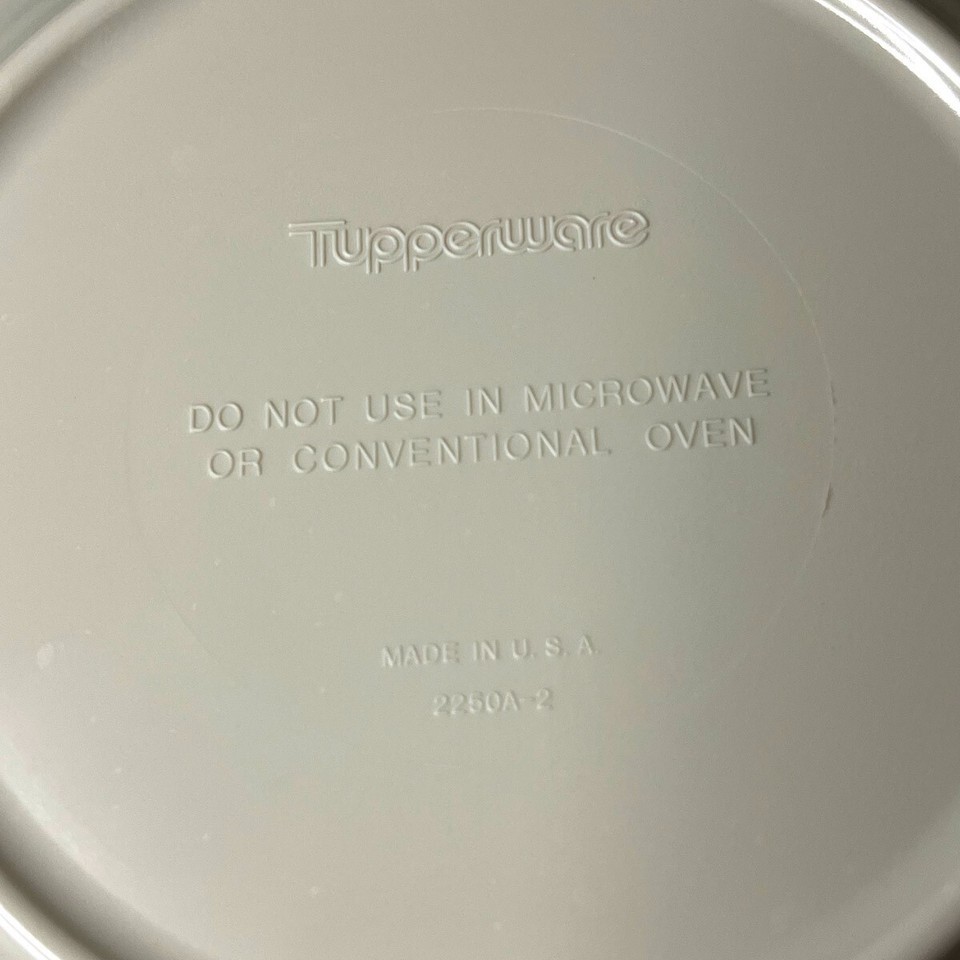 Tupperware
DO NOT USE IN MICROWAVE
OR CONVENTIONAL OVEN
MADE IN U.S.A.
2250A-2